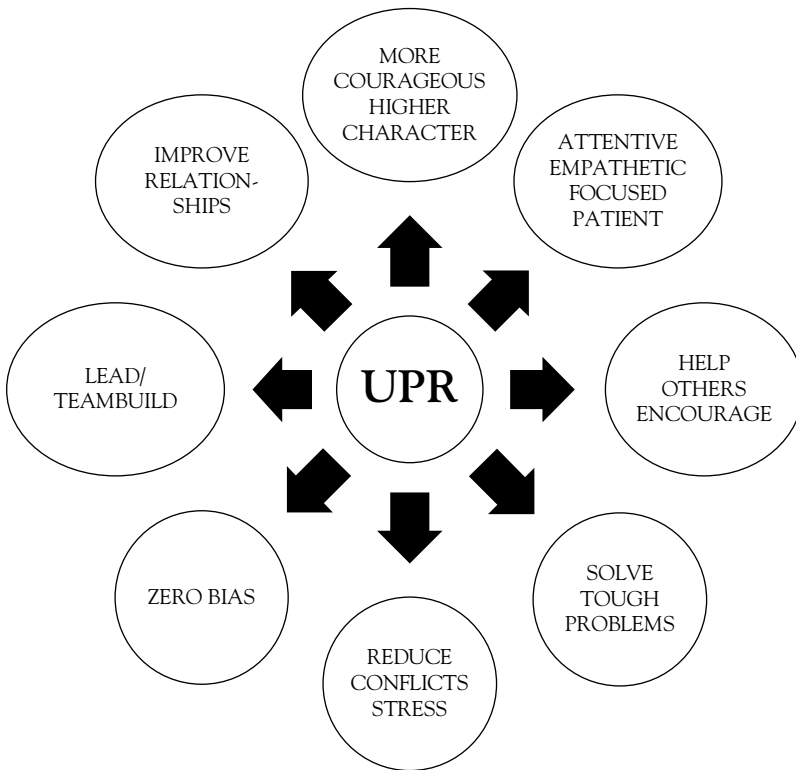 MORE
COURAGEOUS
HIGHER
CHARACTER
ATTENTIVE
EMPATHETIC
FOCUSED
PATIENT
IMPROVE
RELATION-
SHIPS
UPR
LEAD/
TEAMBUILD
HELP
OTHERS
ENCOURAGE
ZERO BIAS
SOLVE
TOUGH
PROBLEMS
REDUCE
CONFLICTS
STRESS